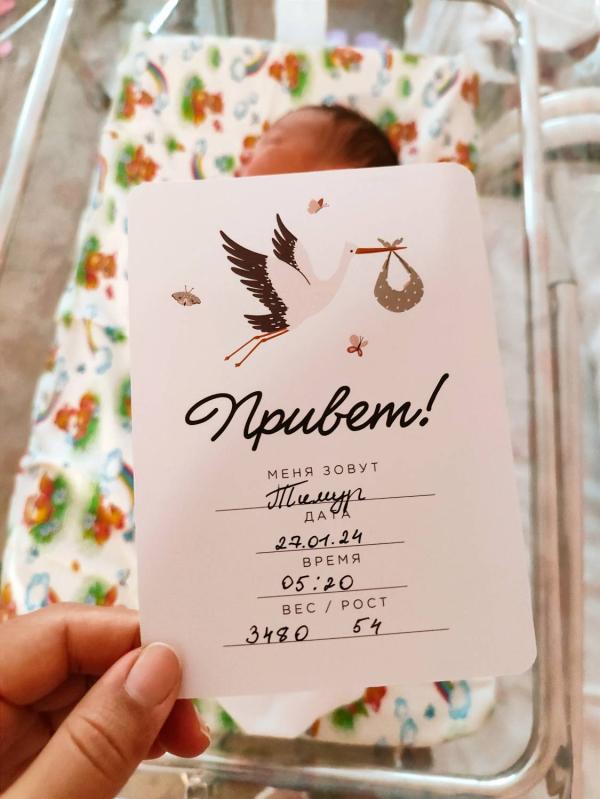 Привет!
МЕНЯ ЗОВУТ
Тимур
ДАТА
27.01.24
ВРЕМЯ
05:20
ВЕС / РОСТ
3480 54